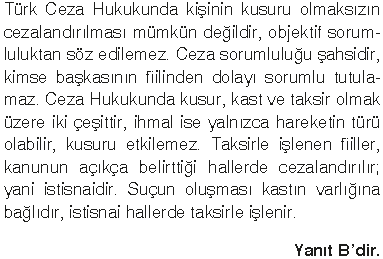 Türk Ceza Hukukunda kişinin kusuru olmaksızın
cezalandırılması mümkün değildir, objektif sorum-
luluktan söz edilemez. Ceza sorumluluğu şahsidir,
kimse başkasının fiilinden dolayı sorumlu tutula-
maz. Ceza Hukukunda kusur, kast ve taksir olmak
üzere iki çeşittir, ihmal ise yalnızca hareketin türü
olabilir, kusuru etkilemez. Taksirle işlenen fiiller,
kanunun açıkça belirttiği hallerde cezalandırılır;
yani istisnaidir. Suçun oluşması kastın varlığına
bağlıdır, istisnai hallerde taksirle işlenir.
Yanıt B'dir.